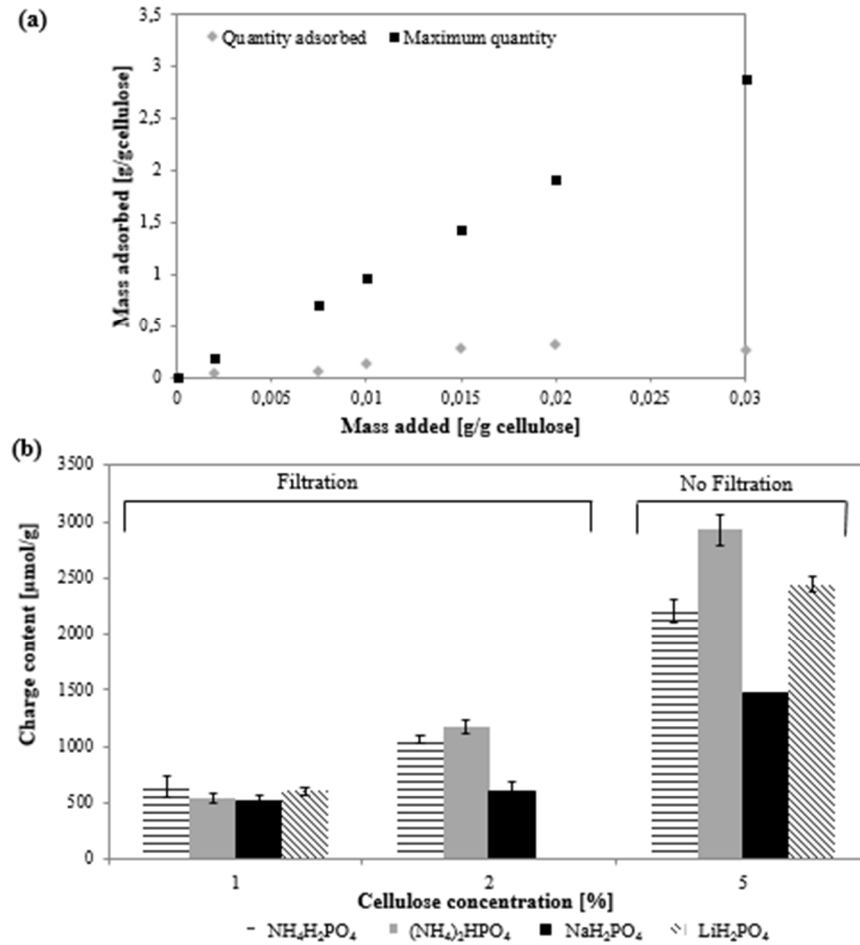 (a)
3,5
3
2,5
2
1,5
1
0,5
0
Mass adsorbed [g/gcellulose]
Quantity adsorbed Maximum quantity
0 0,005 0,01 0,015 0,02 0,025 0,03
Mass added [g/g cellulose]
(b)
3500
3000
2500
2000
1500
1000
500
0
Charge content [µmol/g]
Filtration No Filtration
1 2 5
Cellulose concentration [%]
NH₄H₂PO₄ (NH₄)₂HPO₄ NaH₂PO₄ LiH₂PO₄